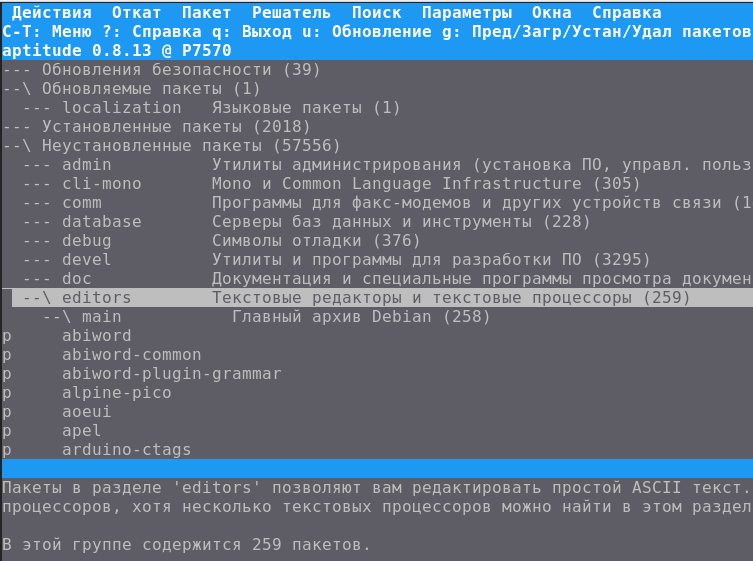 Действия Откат Пакет Решатель Поиск Параметры Окна Справка
C-T: Меню ?: Справка q: Выход u: Обновление g: Пред/Загр/Устан/Удал пакетов
aptitude 0.8.13 @ P7570
--- Обновления безопасности (39)
--\ Обновляемые пакеты (1)
--- localization Языковые пакеты (1)
--- Установленные пакеты (2018)
--\ Неустановленные пакеты (57556)
--- admin Утилиты администрирования (установка ПО, управл. польз
--- cli-mono Mono и Common Language Infrastructure (305)
--- comm Программы для факс-модемов и других устройств связи (1
--- database Серверы баз данных и инструменты (228)
--- debug Символы отладки (376)
--- devel Утилиты и программы для разработки ПО (3295)
--- doc Документация и специальные программы просмотра докумен
--\ editors Текстовые редакторы и текстовые процессоры (259)
--\ main Главный архив Debian (258)
p abiword
p abiword-common
p abiword-plugin-grammar
p alpine-pico
p aoeui
p apel
p arduino-ctags
Пакеты в разделе 'editors' позволяют вам редактировать простой ASCII текст.
процессоров, хотя несколько текстовых процессоров можно найти в этом раздел
В этой группе содержится 259 пакетов.